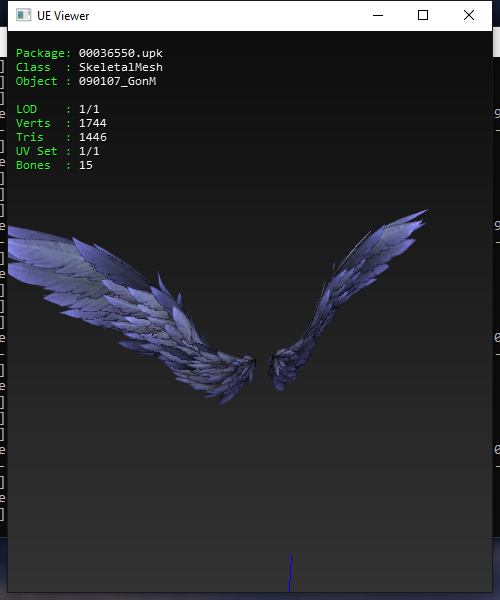 UE Viewer
Package: 00036550.upk
Class  : SkeletalMesh
Object : 090107_GonM
LOD    : 1/1
Verts  : 1744
Tris   : 1446
UV Set : 1/1
Bones  : 15